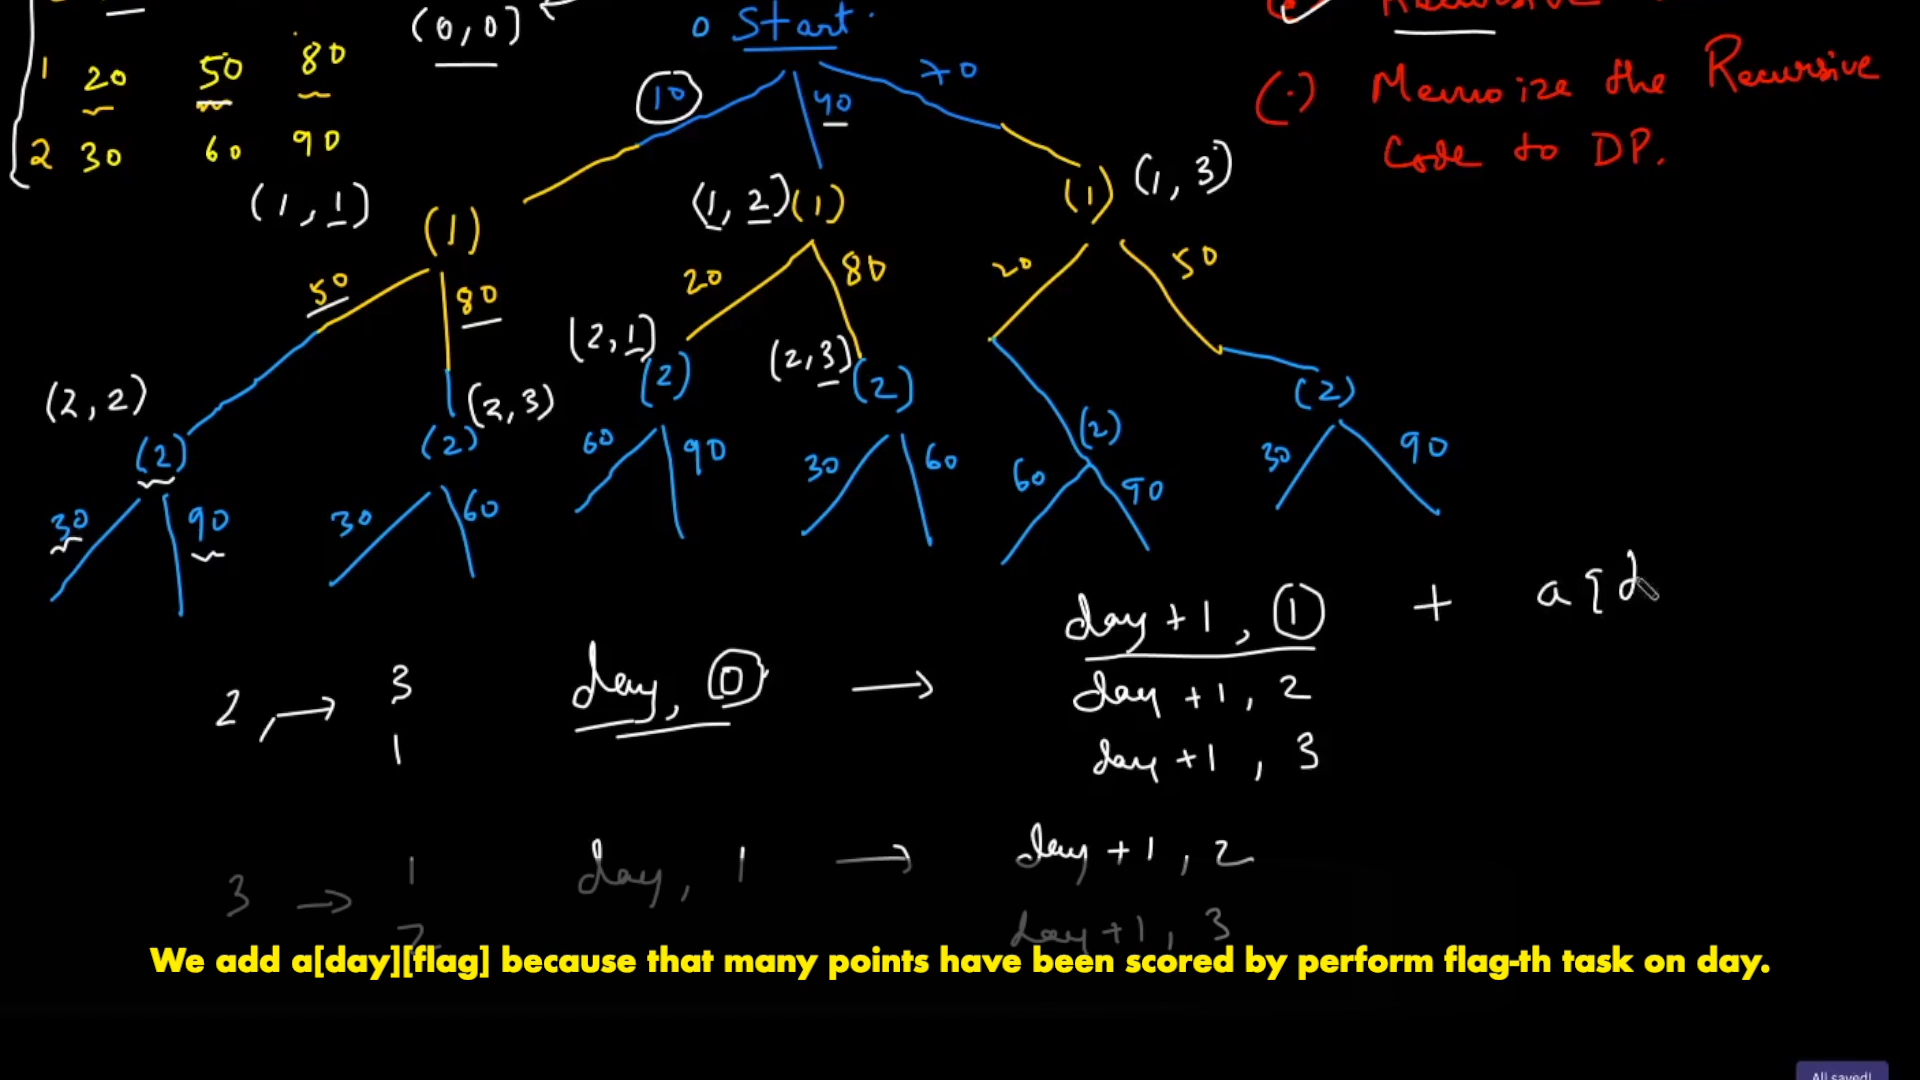 (0,0)
0 Start.
1 20 50 80
2 30 60 90
10 40 70
(.) Memoize the Recursive
Code to DP.
(1,1) (1) (1,2) (1) (1) (1,3)
50 80 20 80 20 50
(2,2) (2) (2,3) (2) (2,1) (2) (2,3) (2) (2) (2)
30 90 30 60 60 90 30 60 60 90 30 90
day+1, 1 + a[d
2, → 3 day, 0 →
1
day+1, 2
day+1, 3
3 → 1 day, 1 → day+1, 2
2 day+1, 3
We add a[day][flag] because that many points have been scored by perform flag-th task on day.
All saved!